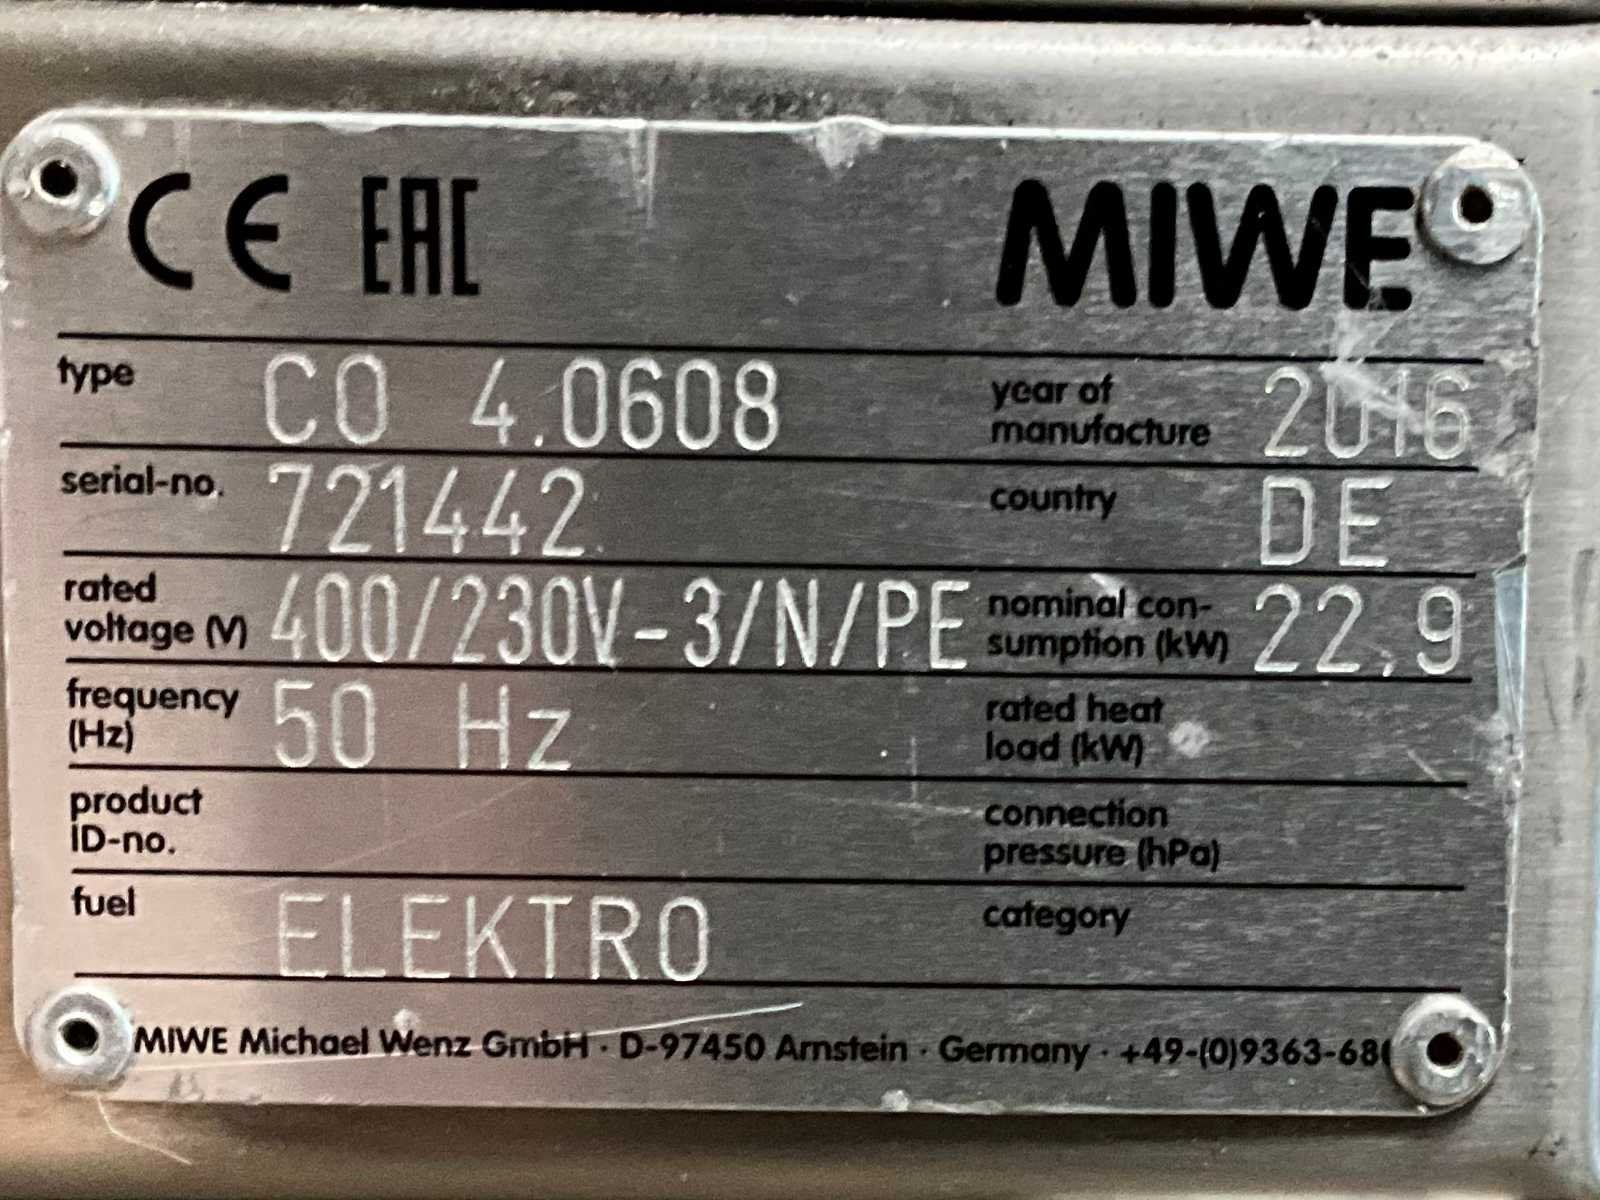 CE EAC MIWE
type CO 4.0608 year of manufacture 2016
serial-no. 721442 country DE
rated voltage (V) 400/230V-3/N/PE nominal con-sumption (kW) 22,9
frequency (Hz) 50 Hz rated heat load (kW)
product ID-no. connection pressure (hPa)
fuel ELEKTRO category
MIWE Michael Wenz GmbH · D-97450 Arnstein · Germany · +49-(0)9363-68